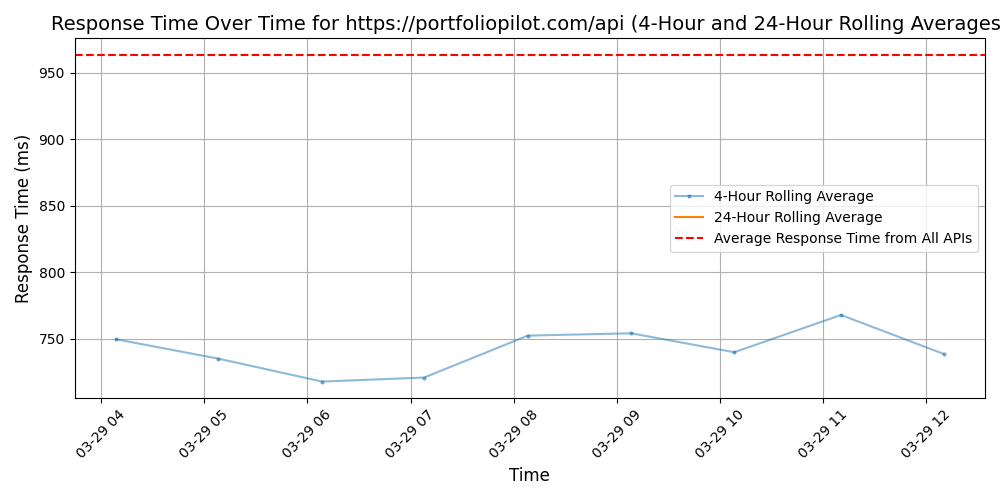 Response Time Over Time for https://portfoliopilot.com/api (4-Hour and 24-Hour Rolling Averages
Response Time (ms)
950
900
850
800
750
4-Hour Rolling Average
24-Hour Rolling Average
Average Response Time from All APIs
03-29 04
03-29 05
03-29 06
03-29 07
03-29 08
03-29 09
03-29 10
03-29 11
03-29 12
Time